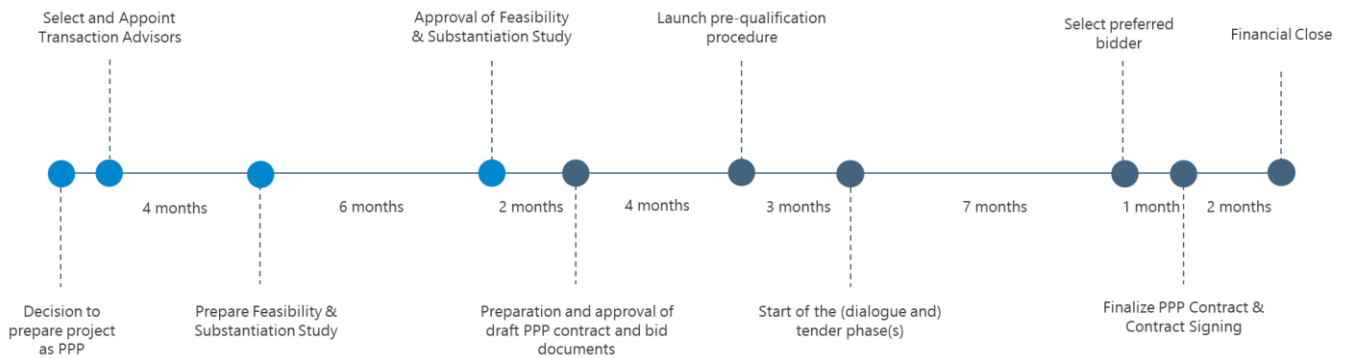 Select and Appoint
Transaction Advisors
Approval of Feasibility
& Substantiation Study
Launch pre-qualification
procedure
Select preferred
bidder
Financial Close
4 months
6 months
2 months
4 months
3 months
7 months
1 month
2 months
Decision to
prepare project
as PPP
Prepare Feasibility &
Substantiation Study
Preparation and approval of
draft PPP contract and bid
documents
Start of the (dialogue and)
tender phase(s)
Finalize PPP Contract &
Contract Signing